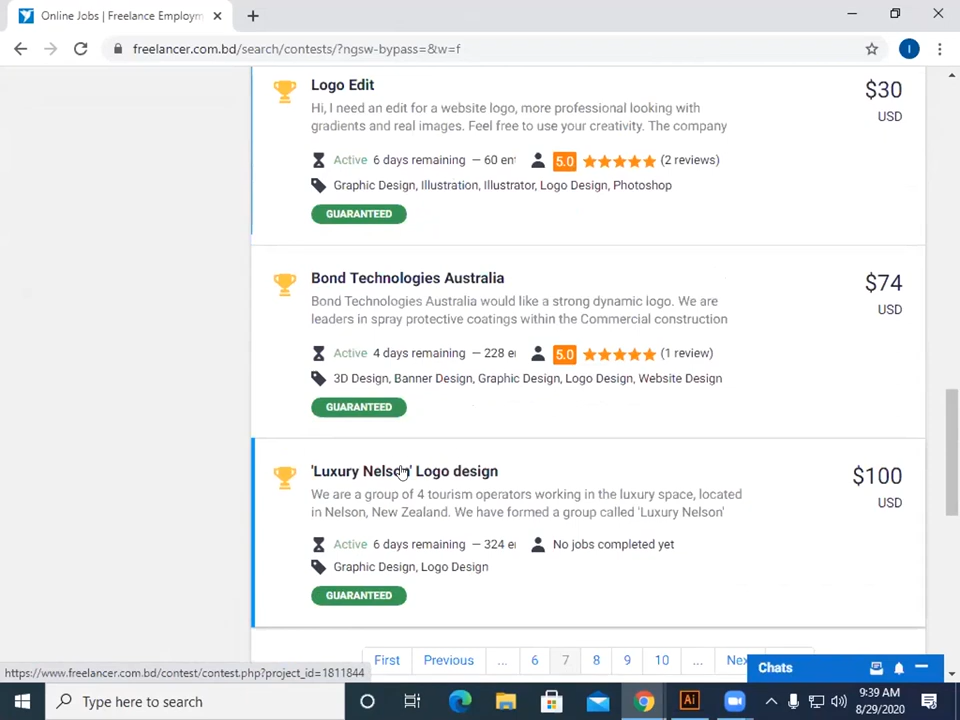 Online Jobs | Freelance Employm
freelancer.com.bd/search/contests/?ngsw-bypass=&w=f
I
Logo Edit
$30
USD
Hi, I need an edit for a website logo, more professional looking with
gradients and real images. Feel free to use your creativity. The company
Active 6 days remaining — 60 ent 5.0 (2 reviews)
Graphic Design, Illustration, Illustrator, Logo Design, Photoshop
GUARANTEED
Bond Technologies Australia
$74
USD
Bond Technologies Australia would like a strong dynamic logo. We are
leaders in spray protective coatings within the Commercial construction
Active 4 days remaining — 228 e 5.0 (1 review)
3D Design, Banner Design, Graphic Design, Logo Design, Website Design
GUARANTEED
'Luxury Nelson' Logo design
$100
USD
We are a group of 4 tourism operators working in the luxury space, located
in Nelson, New Zealand. We have formed a group called 'Luxury Nelson'
Active 6 days remaining — 324 e No jobs completed yet
Graphic Design, Logo Design
GUARANTEED
First Previous ... 6 7 8 9 10 ... Nex
Chats
https://www.freelancer.com.bd/contest/contest.php?project_id=1811844
Type here to search
Ai
9:39 AM
8/29/2020